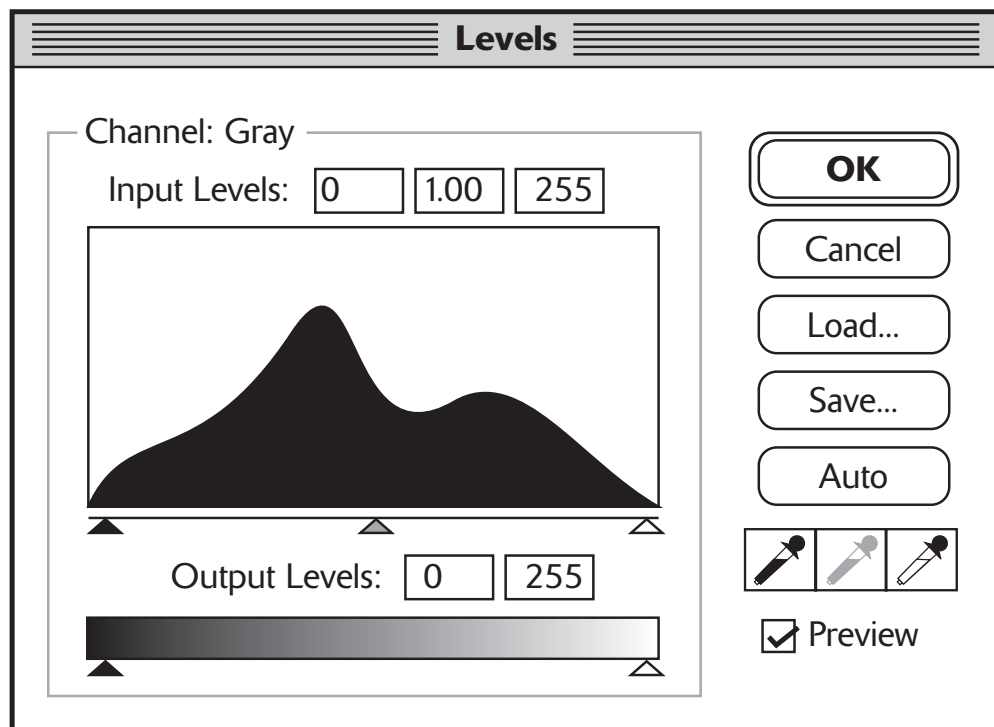 Levels
Channel: Gray
Input Levels: 0 1.00 255
Output Levels: 0 255
OK
Cancel
Load...
Save...
Auto
Preview